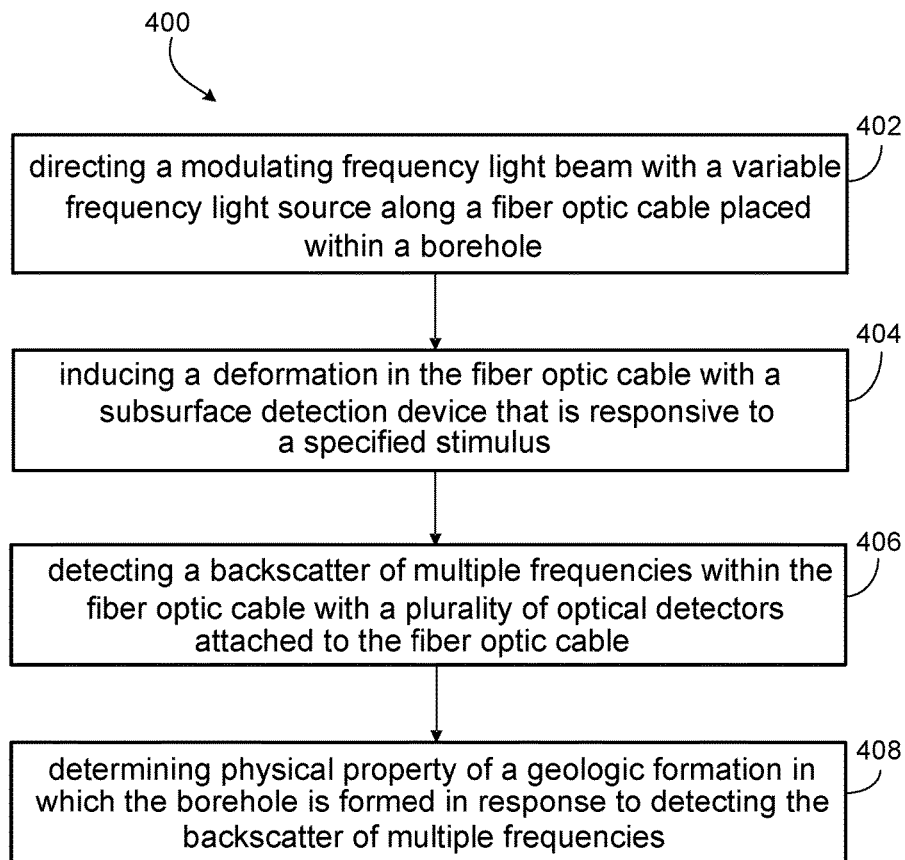 400
402
directing a modulating frequency light beam with a variable
frequency light source along a fiber optic cable placed
within a borehole
404
inducing a deformation in the fiber optic cable with a
subsurface detection device that is responsive to
a specified stimulus
406
detecting a backscatter of multiple frequencies within the
fiber optic cable with a plurality of optical detectors
attached to the fiber optic cable
408
determining physical property of a geologic formation in
which the borehole is formed in response to detecting the
backscatter of multiple frequencies